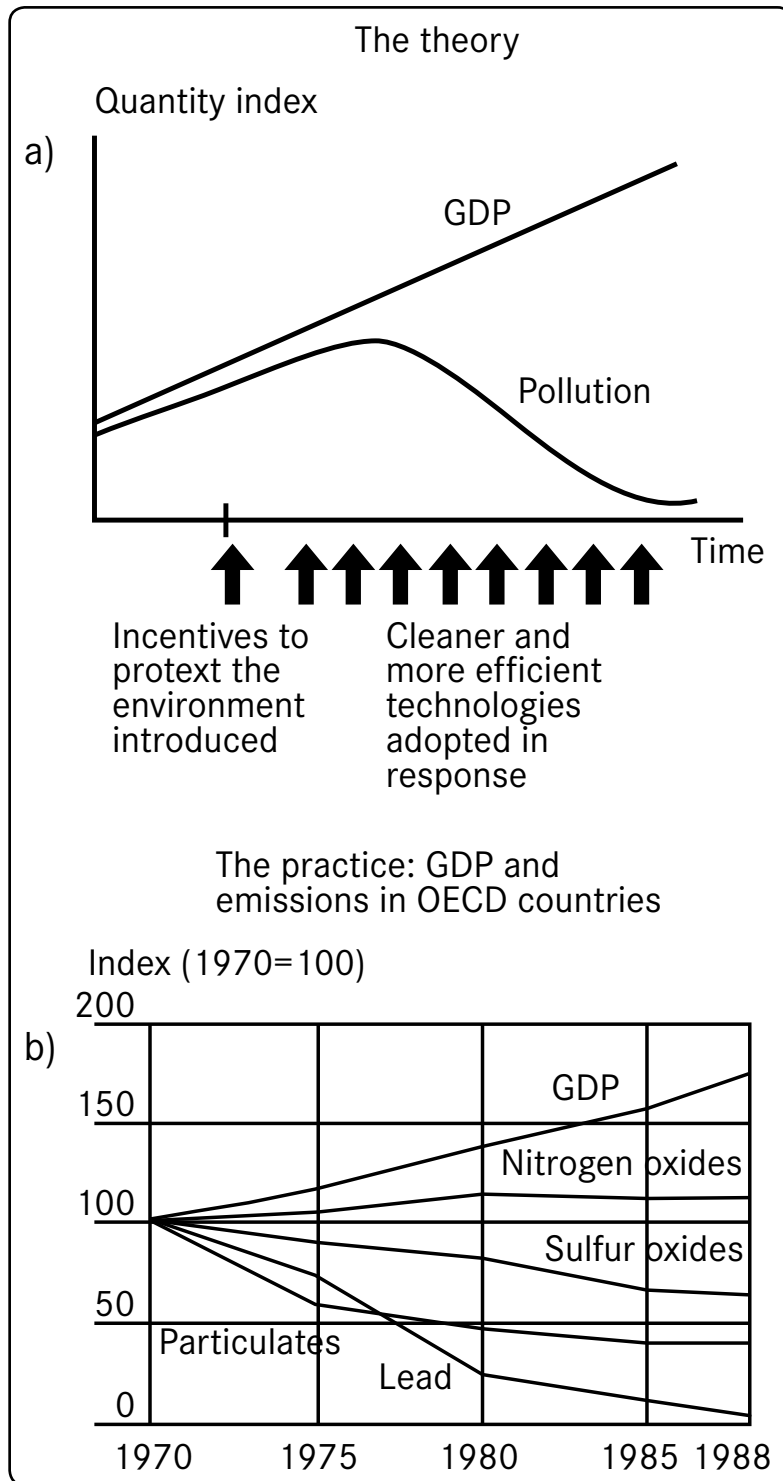 The theory
Quantity index
a)
GDP
Pollution
Time
Incentives to
protext the
environment
introduced
Cleaner and
more efficient
technologies
adopted in
response
The practice: GDP and
emissions in OECD countries
Index (1970=100)
200
b)
GDP
150
Nitrogen oxides
100
Sulfur oxides
50
Particulates
Lead
0
1970 1975 1980 1985 1988